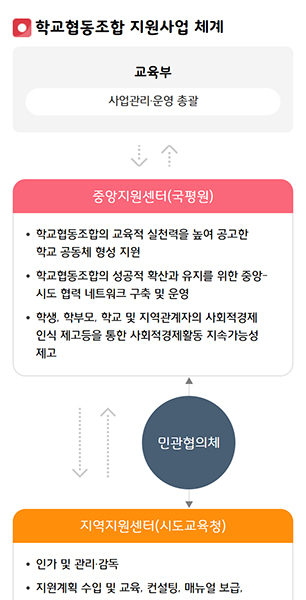 학교협동조합 지원사업 체계
교육부
사업관리·운영 총괄
중앙지원센터(국평원)
• 학교협동조합의 교육적 실천력을 높여 공고한
학교 공동체 형성 지원
• 학교협동조합의 성공적 확산과 유지를 위한 중앙-
시도 협력 네트워크 구축 및 운영
• 학생, 학부모, 학교 및 지역관계자의 사회적경제
인식 제고등을 통한 사회적경제활동 지속가능성
제고
민관협의체
지역지원센터(시도교육청)
• 인가 및 관리·감독
• 지원계획 수입 및 교육, 컨설팅, 매뉴얼 보급,